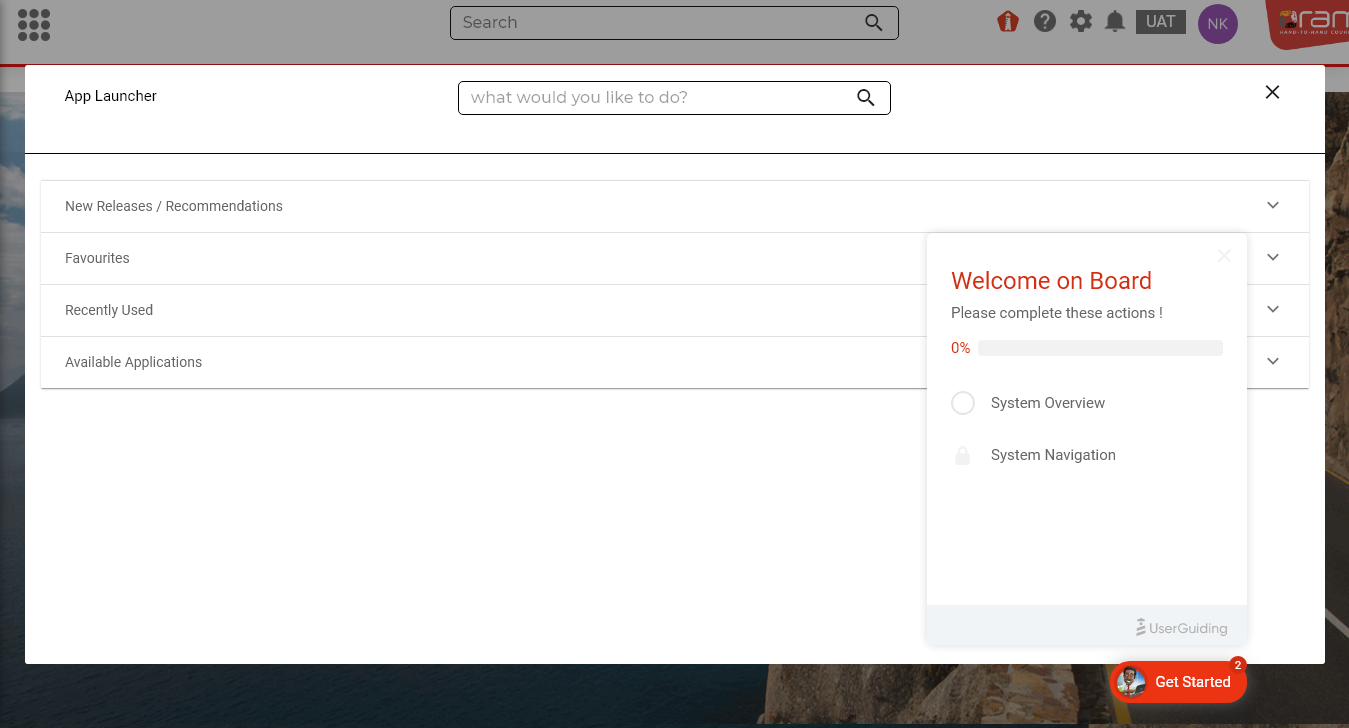 Search
UAT
NK
ram
HAND-TO-HAND COUR
App Launcher
what would you like to do?
New Releases / Recommendations
Favourites
Recently Used
Available Applications
Welcome on Board
Please complete these actions !
0%
System Overview
System Navigation
UserGuiding
2
Get Started